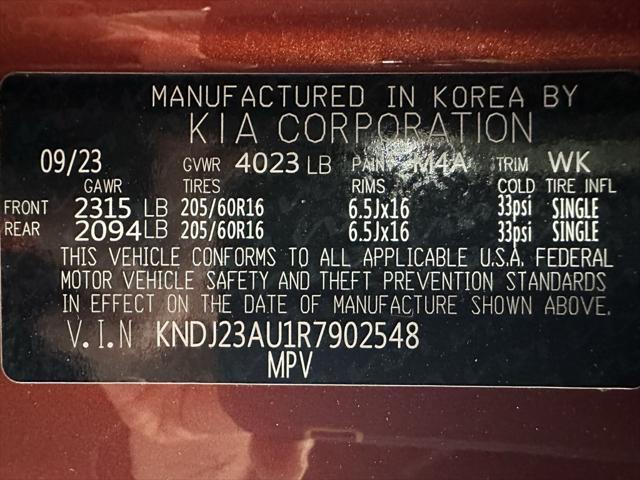 MANUFACTURED IN KOREA BY
KIA CORPORATION
09/23 GVWR 4023 LB PAINT M4A TRIM WK
GAWR TIRES RIMS COLD TIRE INFL
FRONT 2315 LB 205/60R16 6.5Jx16 33psi SINGLE
REAR 2094 LB 205/60R16 6.5Jx16 33psi SINGLE
THIS VEHICLE CONFORMS TO ALL APPLICABLE U.S.A. FEDERAL
MOTOR VEHICLE SAFETY AND THEFT PREVENTION STANDARDS
IN EFFECT ON THE DATE OF MANUFACTURE SHOWN ABOVE.
V.I.N KNDJ23AU1R7902548
MPV